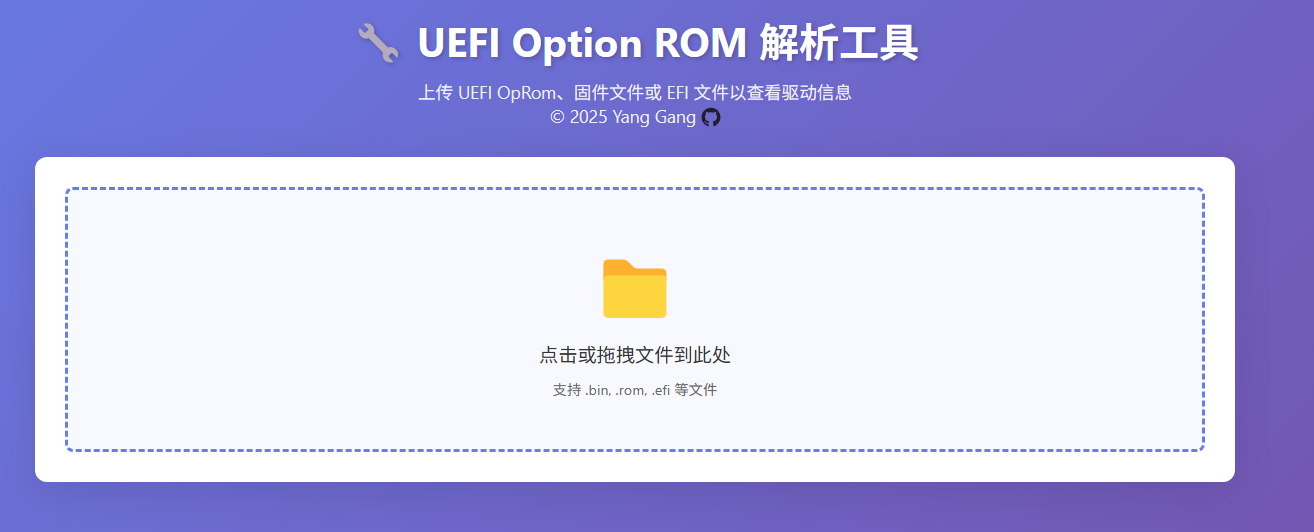 UEFI Option ROM 解析工具
上传 UEFI OpRom、固件文件或 EFI 文件以查看驱动信息
© 2025 Yang Gang
点击或拖拽文件到此处
支持 .bin, .rom, .efi 等文件